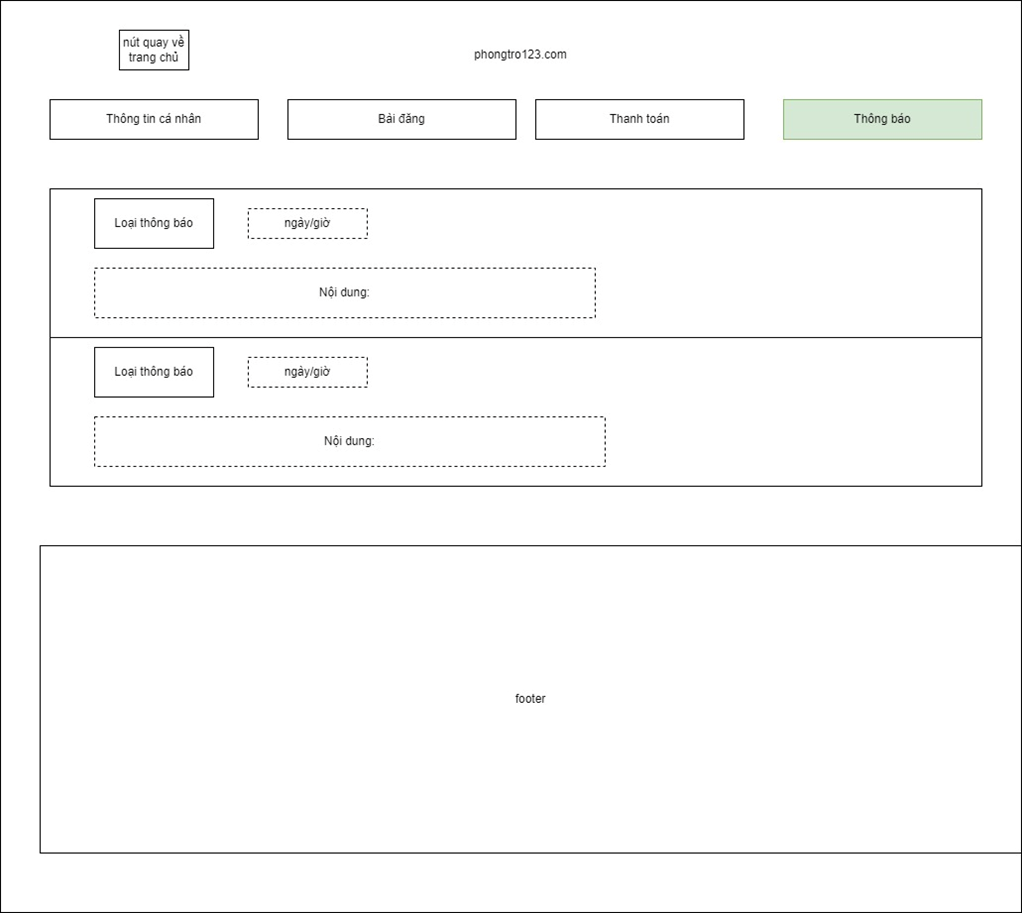 nút quay về
trang chủ
phongtro123.com
Thông tin cá nhân
Bài đăng
Thanh toán
Thông báo
Loại thông báo
ngày/giờ
Nội dung:
Loại thông báo
ngày/giờ
Nội dung:
footer